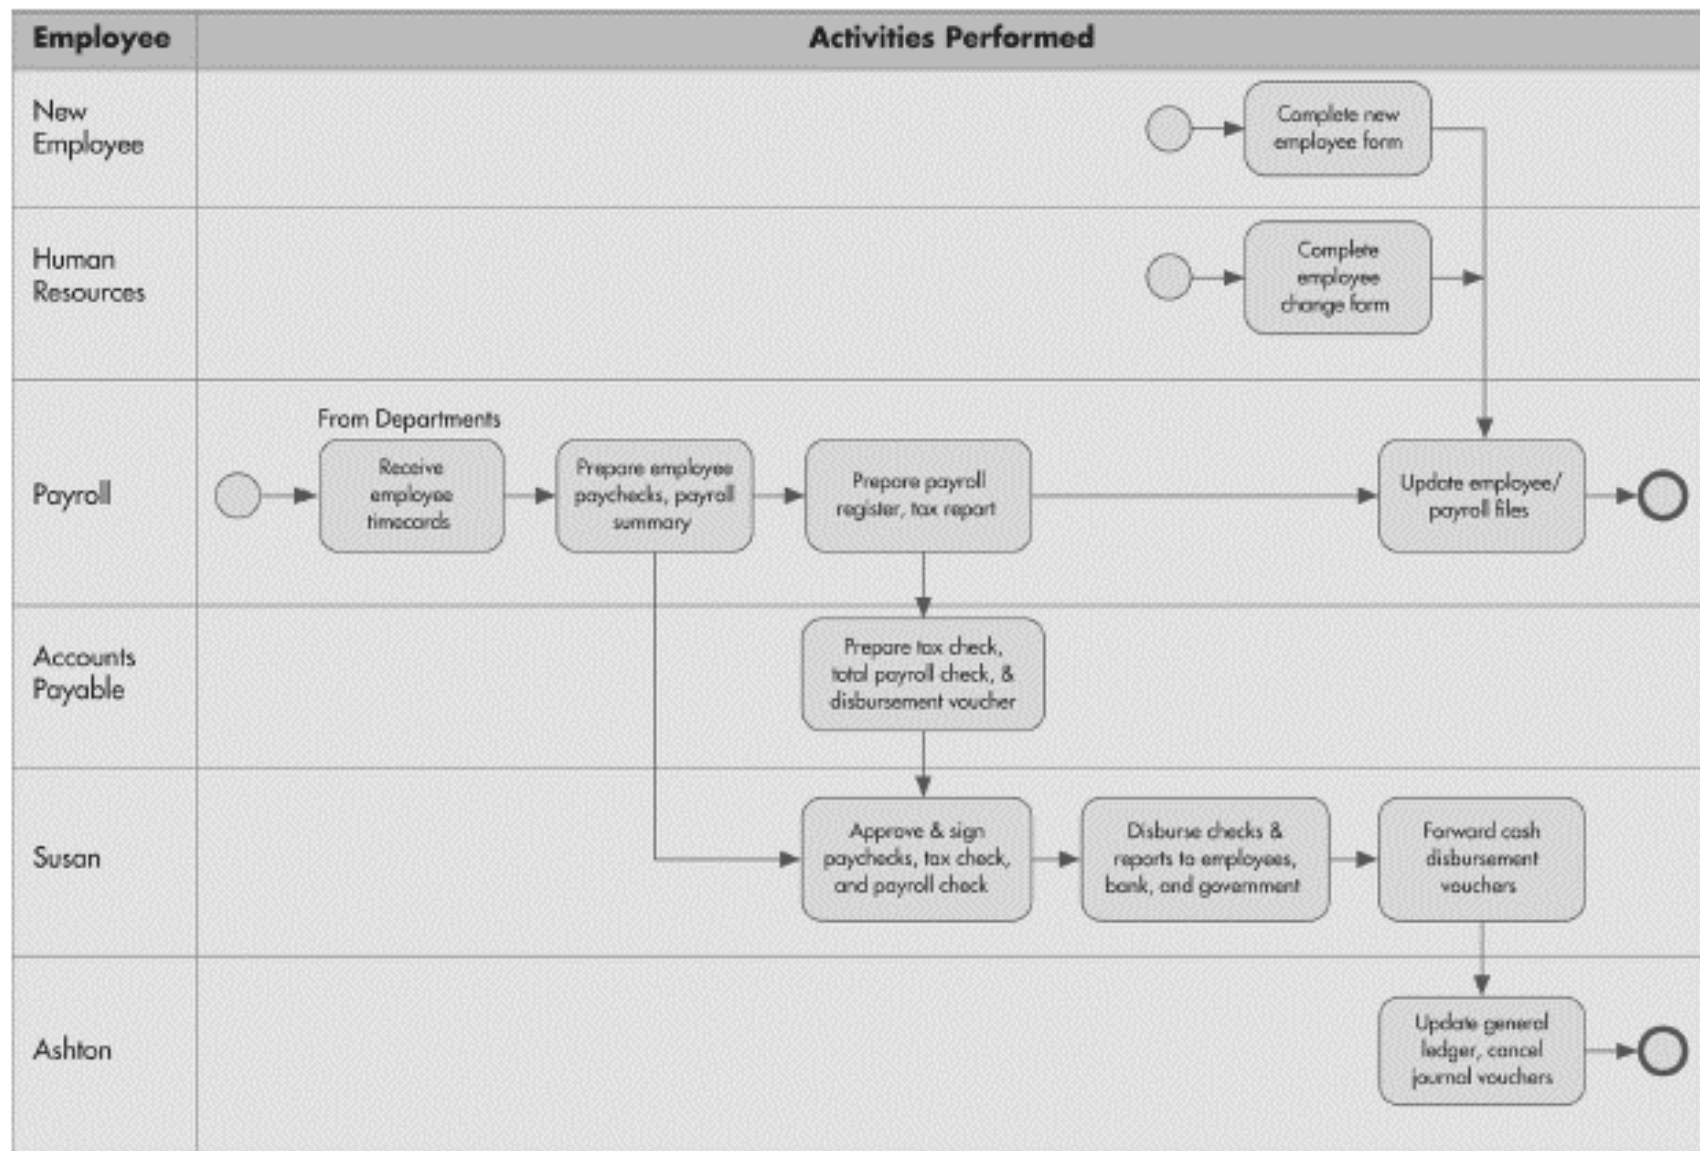 Employee
Activities Performed
New
Employee
Complete new
employee form
Human
Resources
Complete
employee
change form
Payroll
From Departments
Receive
employee
timecards
Prepare employee
paychecks, payroll
summary
Prepare payroll
register, tax report
Update employee/
payroll files
Accounts
Payable
Prepare tax check,
total payroll check, &
disbursement voucher
Susan
Approve & sign
paychecks, tax check,
and payroll check
Disburse checks &
reports to employees,
bank, and government
Forward cash
disbursement
vouchers
Ashton
Update general
ledger, cancel
journal vouchers